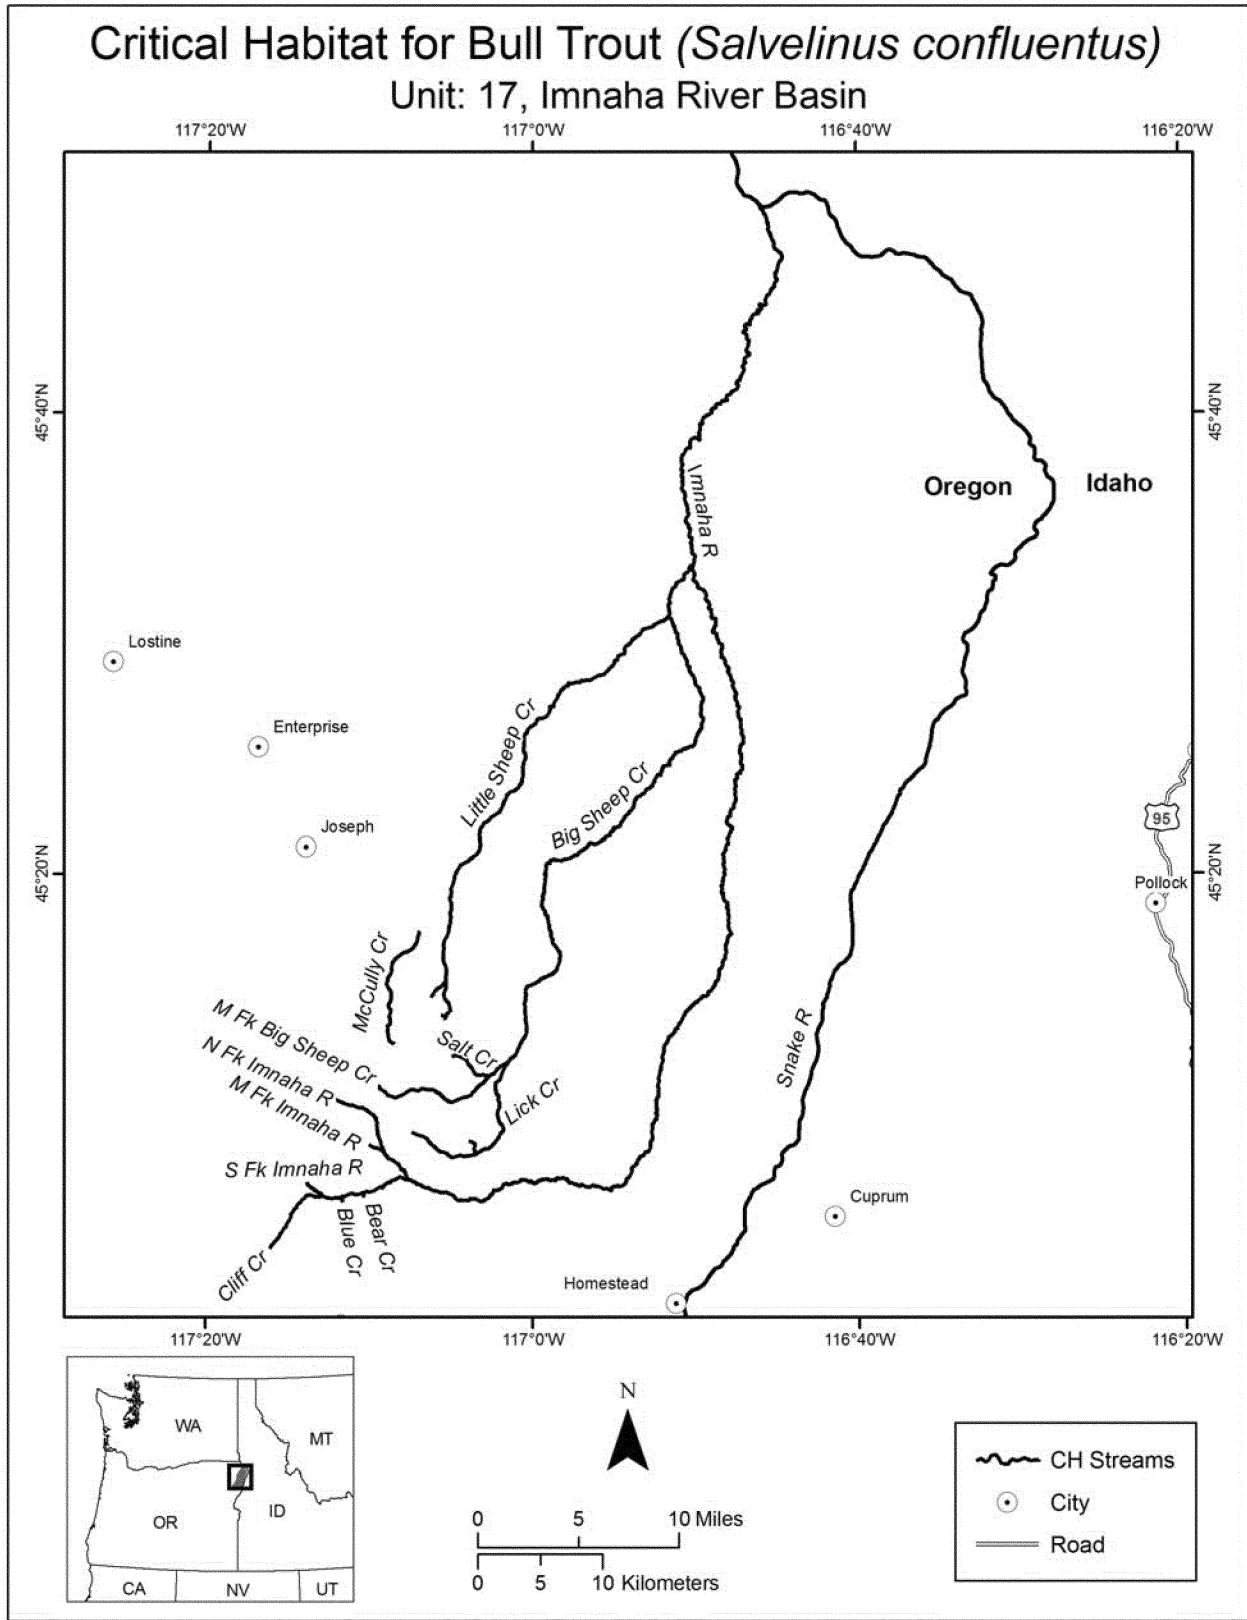 Critical Habitat for Bull Trout (Salvelinus confluentus)
Unit: 17, Imnaha River Basin
117°20'W
117°0'W
116°40'W
116°20'W
45°40'N
45°40'N
Imnaha R
Oregon
Idaho
Lostine
Enterprise
Little Sheep Cr
Big Sheep Cr
Joseph
95
45°20'N
45°20'N
Pollock
McCully Cr
M Fk Big Sheep Cr
Salt Cr
N Fk Imnaha R
M Fk Imnaha R
Lick Cr
Snake R
S Fk Imnaha R
Cliff Cr
Blue Cr
Bear Cr
Cuprum
Homestead
117°20'W
117°0'W
116°40'W
116°20'W
WA
MT
OR
ID
CA
NV
UT
N
0 5 10 Miles
0 5 10 Kilometers
CH Streams
City
Road